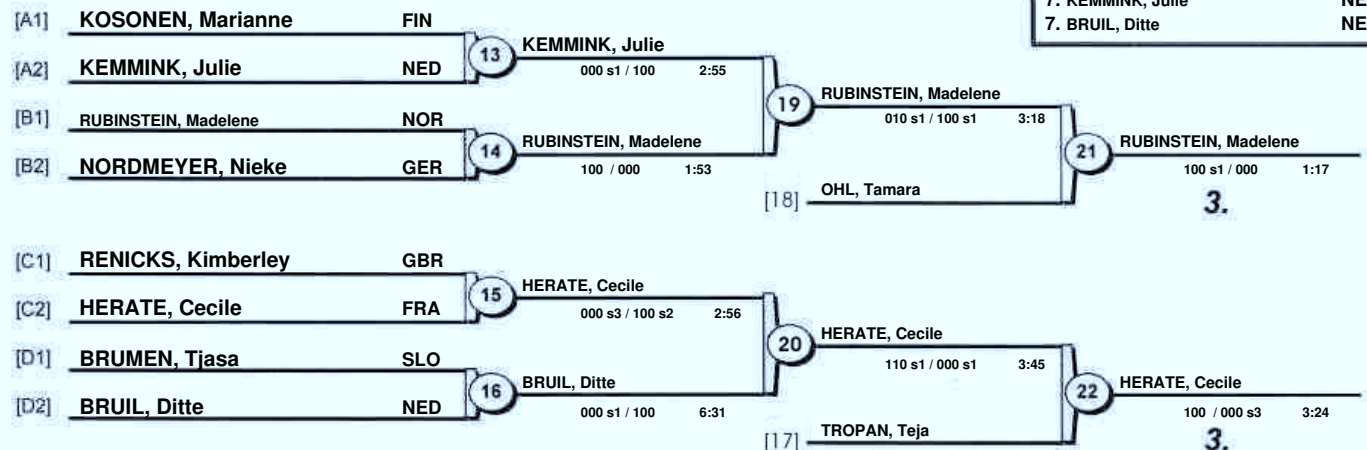 7. KEMMINK, Julie NE
7. BRUIL, Ditte NE
[A1] KOSONEN, Marianne FIN
13 KEMMINK, Julie
000 s1 / 100 2:55
[A2] KEMMINK, Julie NED
19 RUBINSTEIN, Madelene
010 s1 / 100 s1 3:18
[B1] RUBINSTEIN, Madelene NOR
14 RUBINSTEIN, Madelene
100 / 000 1:53
21 RUBINSTEIN, Madelene
100 s1 / 000 1:17
3.
[B2] NORDMEYER, Nieke GER
[18] OHL, Tamara
[C1] RENICKS, Kimberley GBR
15 HERATE, Cecile
000 s3 / 100 s2 2:56
[C2] HERATE, Cecile FRA
20 HERATE, Cecile
110 s1 / 000 s1 3:45
[D1] BRUMEN, Tjasa SLO
16 BRUIL, Ditte
000 s1 / 100 6:31
22 HERATE, Cecile
100 / 000 s3 3:24
3.
[D2] BRUIL, Ditte NED
[17] TROPAN, Teja